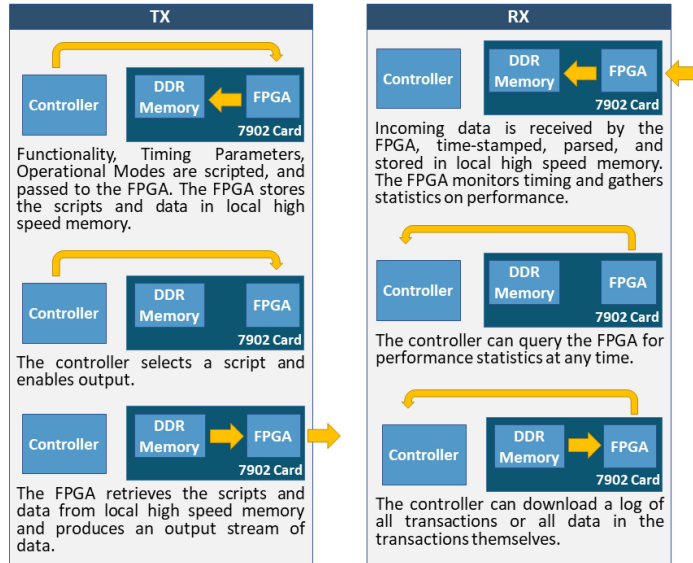 TX
Controller
DDR
Memory
FPGA
7902 Card
Functionality, Timing Parameters,
Operational Modes are scripted, and
passed to the FPGA. The FPGA stores
the scripts and data in local high
speed memory.
Controller
DDR
Memory
FPGA
7902 Card
The controller selects a script and
enables output.
Controller
DDR
Memory
FPGA
7902 Card
The FPGA retrieves the scripts and
data from local high speed memory
and produces an output stream of
data.
RX
Controller
DDR
Memory
FPGA
7902 Card
Incoming data is received by the
FPGA, time-stamped, parsed, and
stored in local high speed memory.
The FPGA monitors timing and gathers
statistics on performance.
Controller
DDR
Memory
FPGA
7902 Card
The controller can query the FPGA for
performance statistics at any time.
Controller
DDR
Memory
FPGA
7902 Card
The controller can download a log of
all transactions or all data in the
transactions themselves.